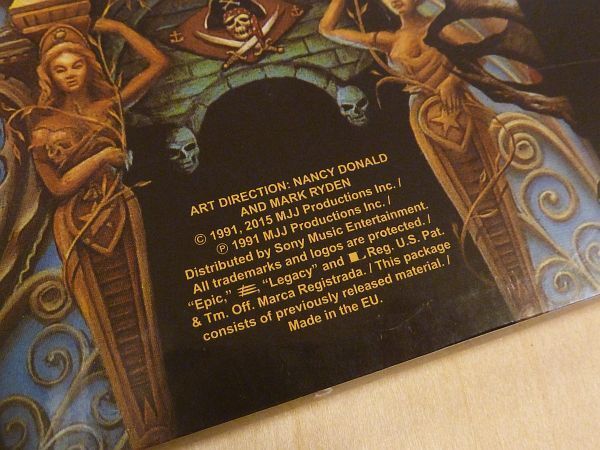 ART DIRECTION: NANCY DONALD
AND MARK RYDEN
© 1991, 2015 MJJ Productions Inc. /
℗ 1991 MJJ Productions Inc. /
Distributed by Sony Music Entertainment.
All trademarks and logos are protected. /
“Epic,” “Legacy” and Reg. U.S. Pat.
& Tm. Off. Marca Registrada. / This package
consists of previously released material. /
Made in the EU.